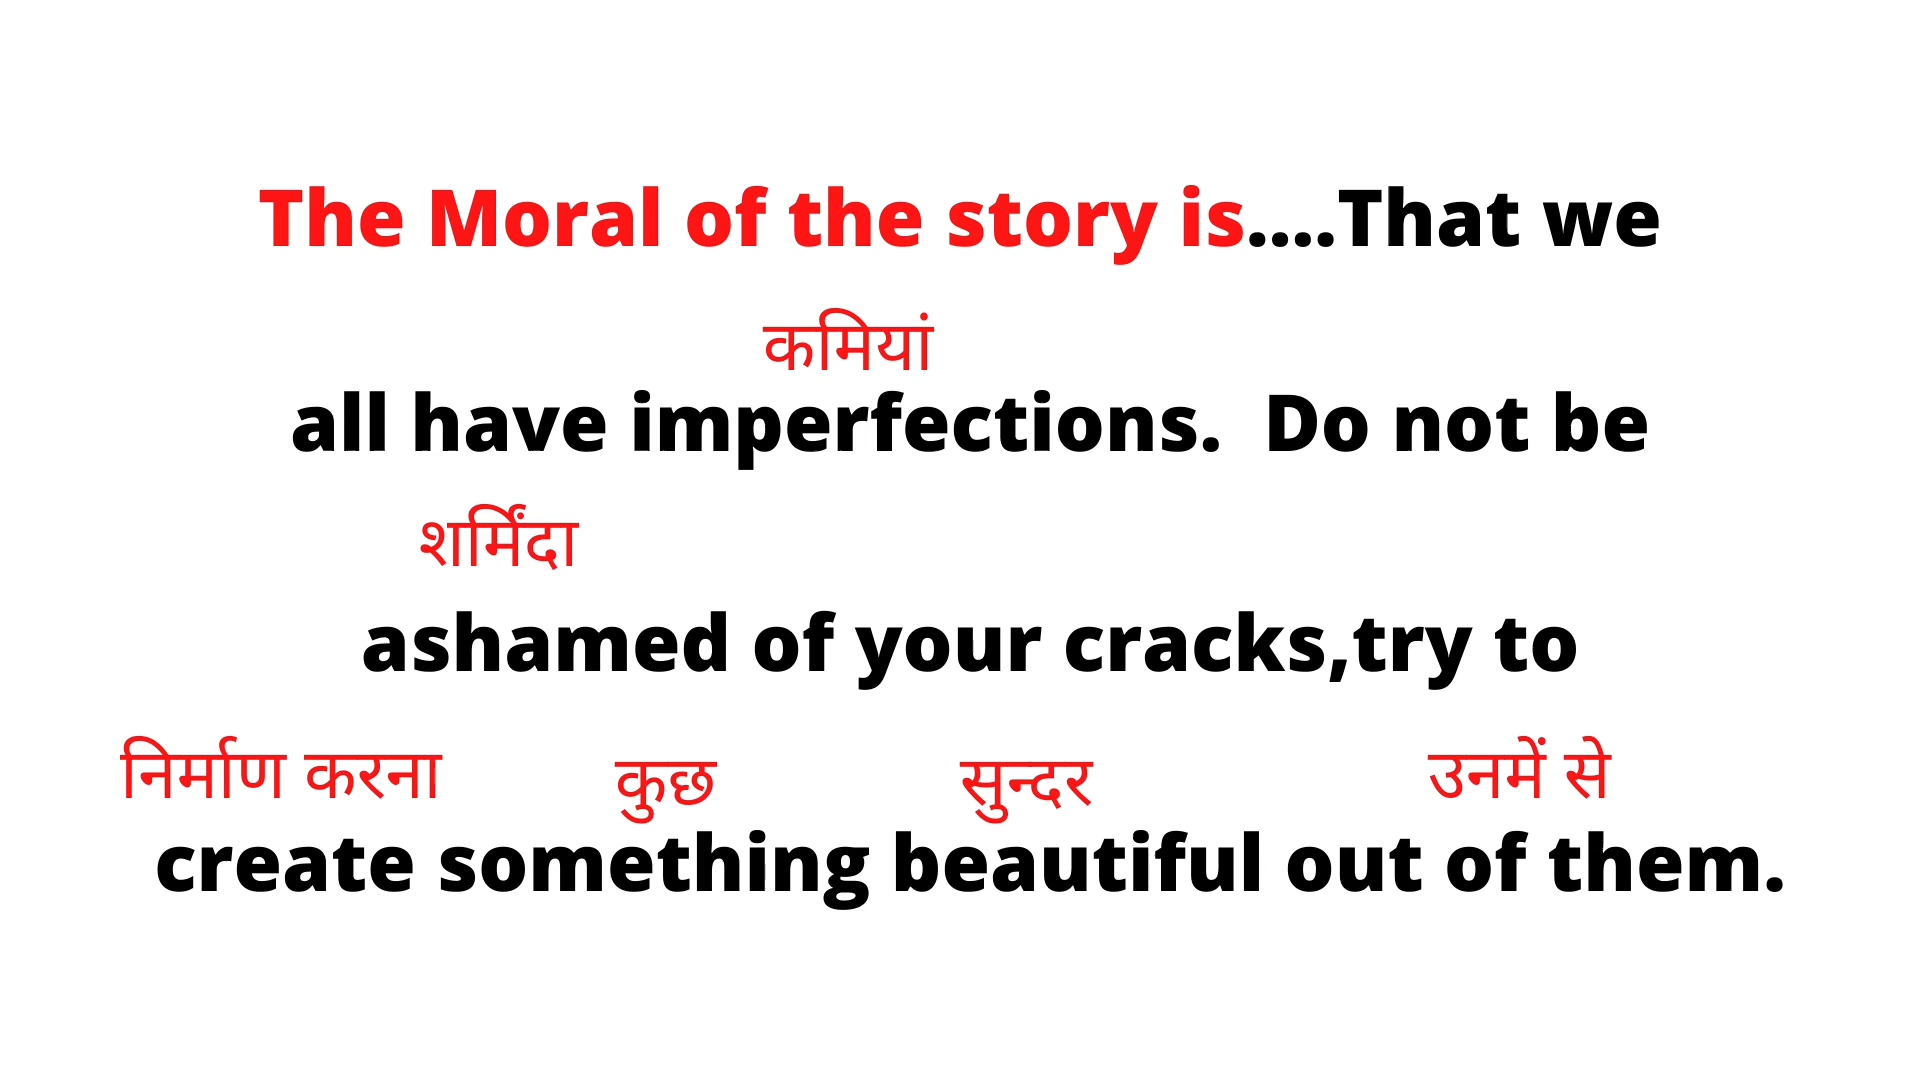 The Moral of the story is....That we
कमियां
all have imperfections.  Do not be
शर्मिंदा
ashamed of your cracks,try to
निर्माण करना कुछ सुन्दर उनमें से
create something beautiful out of them.